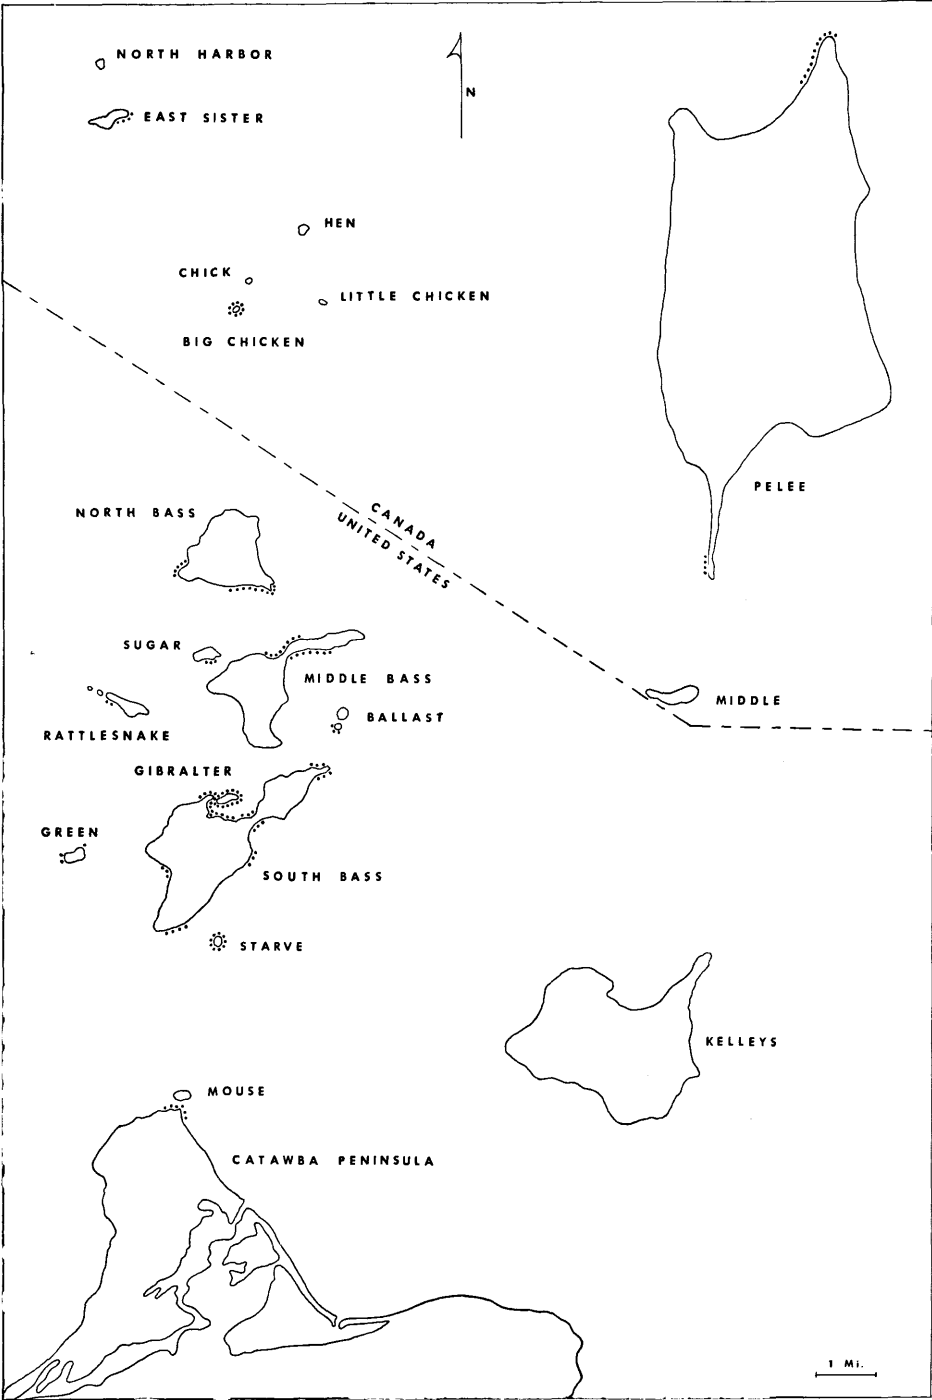 NORTH HARBOR
N
EAST SISTER
HEN
CHICK
LITTLE CHICKEN
BIG CHICKEN
PELEE
NORTH BASS
CANADA
UNITED STATES
SUGAR
MIDDLE BASS
MIDDLE
BALLAST
RATTLESNAKE
GIBRALTER
GREEN
SOUTH BASS
STARVE
KELLEYS
MOUSE
CATAWBA PENINSULA
1 Mi.